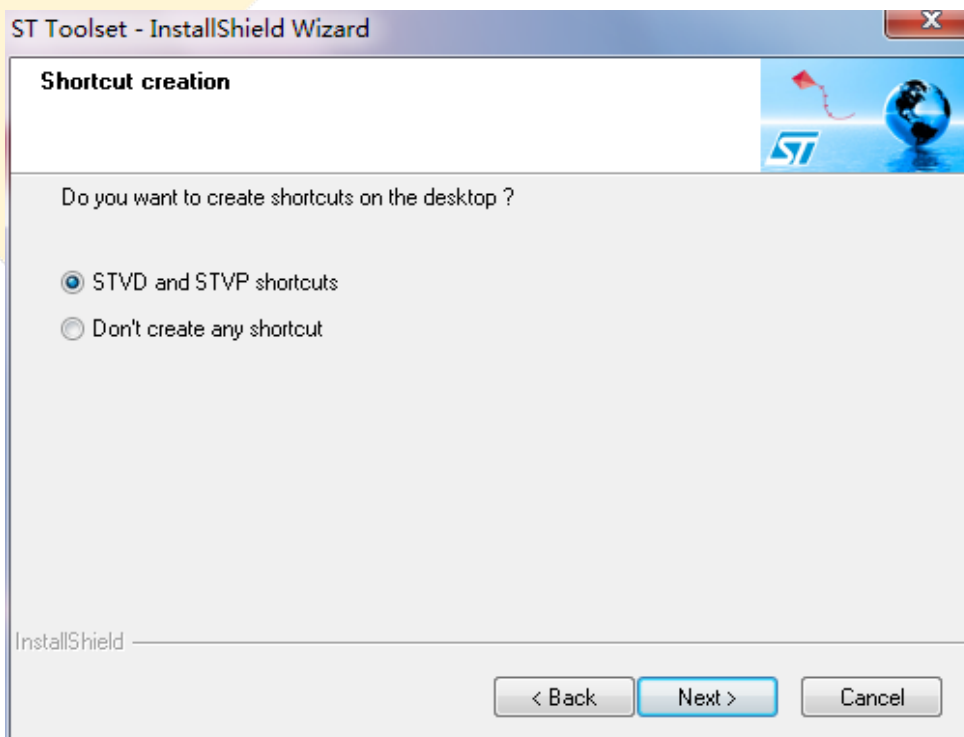 ST Toolset - InstallShield Wizard
x
Shortcut creation
ST
Do you want to create shortcuts on the desktop ?
STVD and STVP shortcuts
Don't create any shortcut
InstallShield
< Back
Next >
Cancel